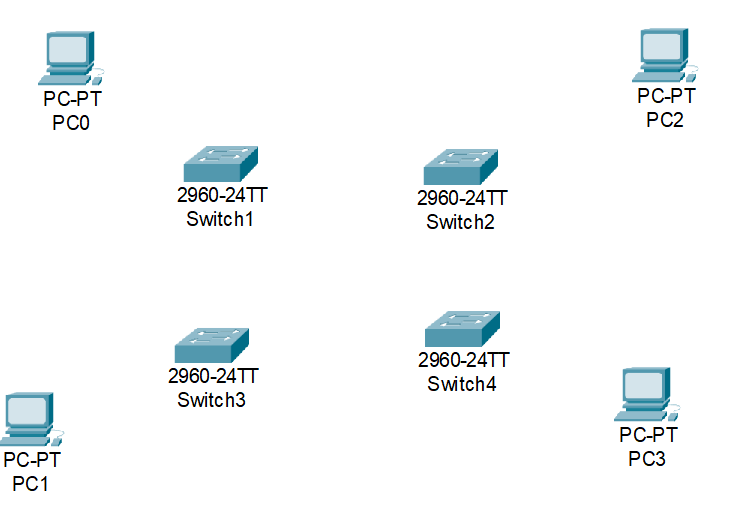 PC-PT
PC0
PC-PT
PC2
2960-24TT
Switch1
2960-24TT
Switch2
2960-24TT
Switch3
2960-24TT
Switch4
PC-PT
PC1
PC-PT
PC3